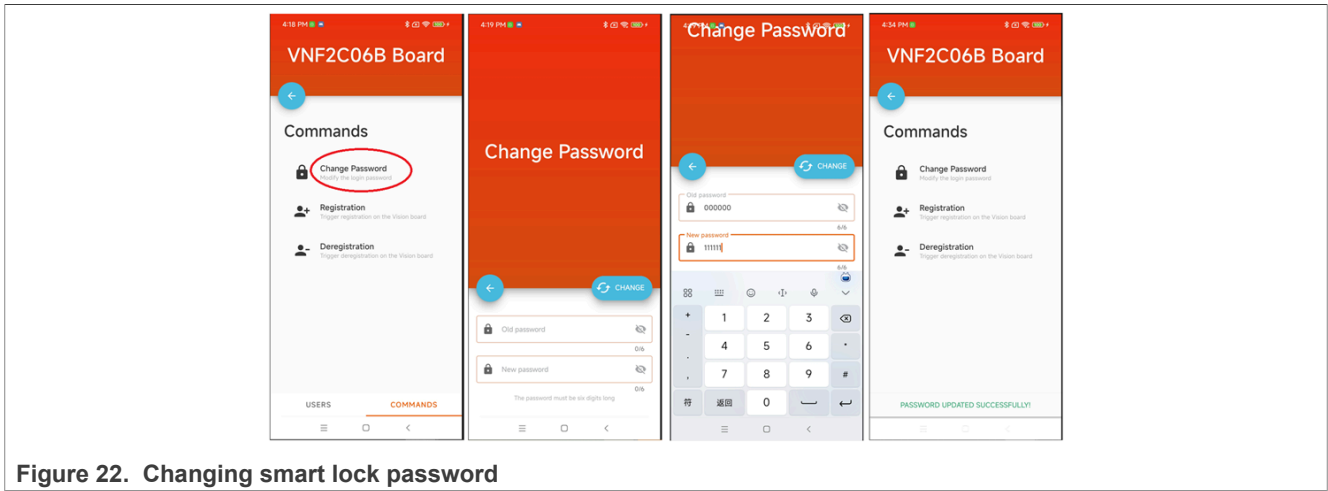 4:18 PM
VNF2C06B Board
Commands
Change Password
Modify the login password
Registration
Trigger registration on the Vision board
Deregistration
Trigger deregistration on the Vision board
USERS
COMMANDS
4:19 PM
Change Password
CHANGE
Old password
0/6
New password
0/6
The password must be six digits long
Change Password
CHANGE
Old password
000000
6/6
New password
111111
6/6
+
1
2
3
-
4
5
6
.
.
,
7
8
9
#
符
返回
0
4:34 PM
VNF2C06B Board
Commands
Change Password
Modify the login password
Registration
Trigger registration on the Vision board
Deregistration
Trigger deregistration on the Vision board
PASSWORD UPDATED SUCCESSFULLY!
Figure 22. Changing smart lock password